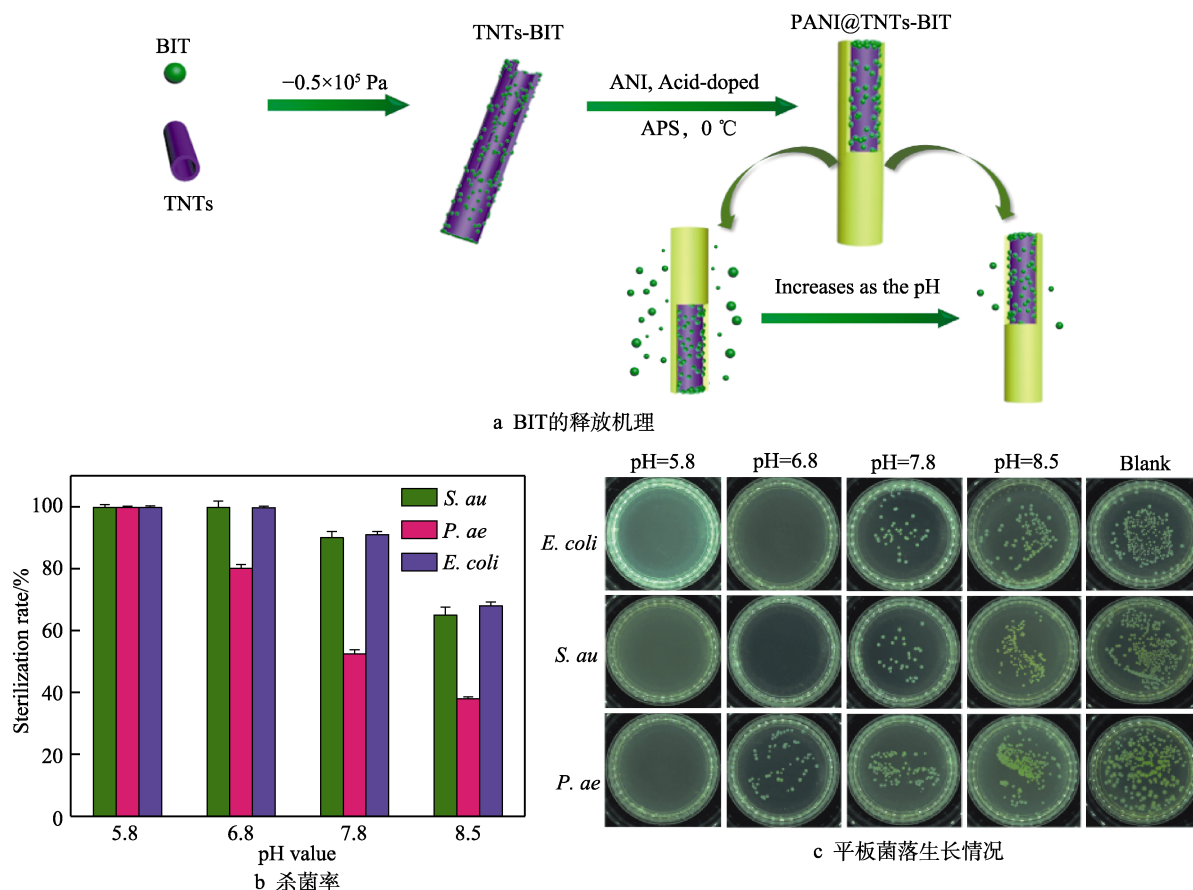 BIT
TNTs
−0.5×10⁵ Pa
TNTs-BIT
ANI, Acid-doped
APS，0 ℃
PANI@TNTs-BIT
Increases as the pH
a BIT的释放机理
Sterilization rate/%
100
80
60
40
20
0
S. au
P. ae
E. coli
5.8 6.8 7.8 8.5
pH value
b 杀菌率
pH=5.8 pH=6.8 pH=7.8 pH=8.5 Blank
E. coli
S. au
P. ae
c 平板菌落生长情况